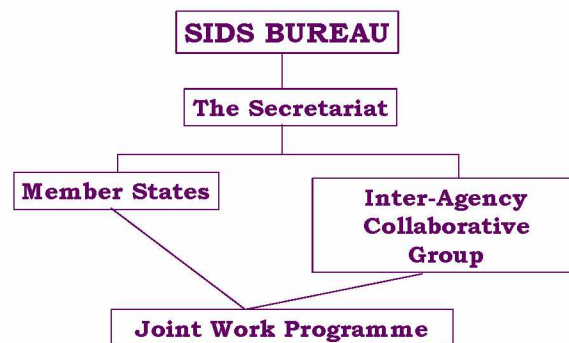 SIDS BUREAU
The Secretariat
Member States
Inter-Agency
Collaborative
Group
Joint Work Programme